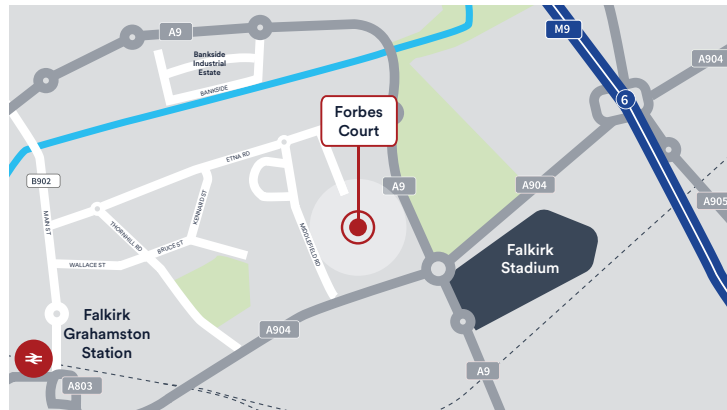 A9
M9
A904
Bankside
Industrial
Estate
BANKSIDE
6
Forbes
Court
ETNA RD
B902
A9
A904
KENNARD ST
A905
MAIN ST
THORNHILL RD
BRUCE ST
MIDDLEFIELD RD
WALLACE ST
Falkirk
Stadium
Falkirk
Grahamston
Station
A904
A9
A803